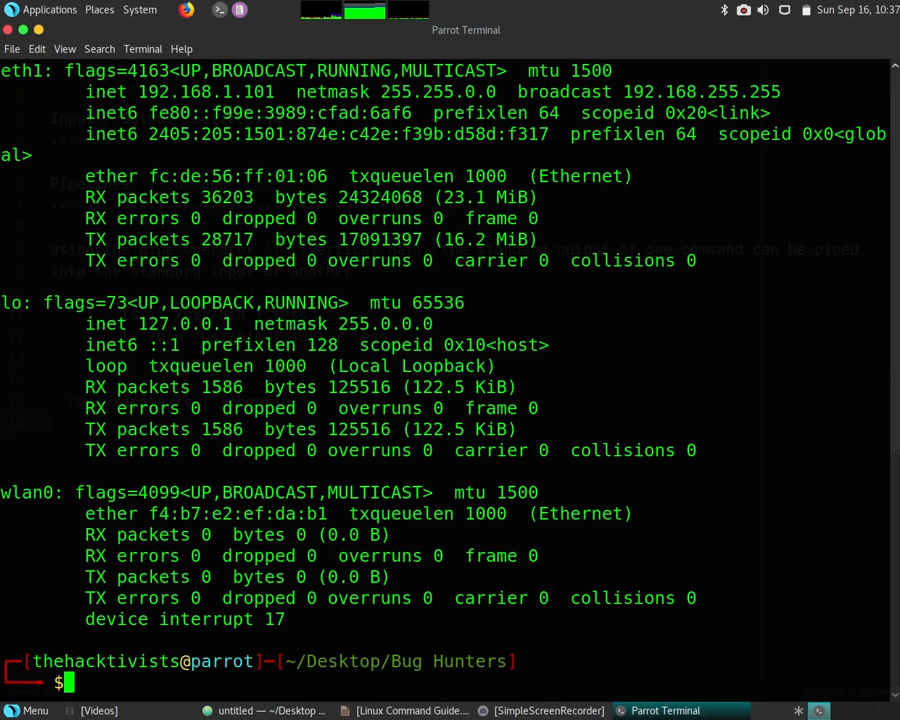 Applications Places System Sun Sep 16, 10:37
Parrot Terminal
File Edit View Search Terminal Help
eth1: flags=4163<UP,BROADCAST,RUNNING,MULTICAST> mtu 1500
inet 192.168.1.101 netmask 255.255.0.0 broadcast 192.168.255.255
inet6 fe80::f99e:3989:cfad:6af6 prefixlen 64 scopeid 0x20<link>
inet6 2405:205:1501:874e:c42e:f39b:d58d:f317 prefixlen 64 scopeid 0x0<glob
al>
ether fc:de:56:ff:01:06 txqueuelen 1000 (Ethernet)
RX packets 36203 bytes 24324068 (23.1 MiB)
RX errors 0 dropped 0 overruns 0 frame 0
TX packets 28717 bytes 17091397 (16.2 MiB)
TX errors 0 dropped 0 overruns 0 carrier 0 collisions 0
lo: flags=73<UP,LOOPBACK,RUNNING> mtu 65536
inet 127.0.0.1 netmask 255.0.0.0
inet6 ::1 prefixlen 128 scopeid 0x10<host>
loop txqueuelen 1000 (Local Loopback)
RX packets 1586 bytes 125516 (122.5 KiB)
RX errors 0 dropped 0 overruns 0 frame 0
TX packets 1586 bytes 125516 (122.5 KiB)
TX errors 0 dropped 0 overruns 0 carrier 0 collisions 0
wlan0: flags=4099<UP,BROADCAST,MULTICAST> mtu 1500
ether f4:b7:e2:ef:da:b1 txqueuelen 1000 (Ethernet)
RX packets 0 bytes 0 (0.0 B)
RX errors 0 dropped 0 overruns 0 frame 0
TX packets 0 bytes 0 (0.0 B)
TX errors 0 dropped 0 overruns 0 carrier 0 collisions 0
device interrupt 17
[thehacktivists@parrot]─[~/Desktop/Bug Hunters]
$
Menu [Videos] untitled — ~/Desktop ... [Linux Command Guide.... [SimpleScreenRecorder] Parrot Terminal